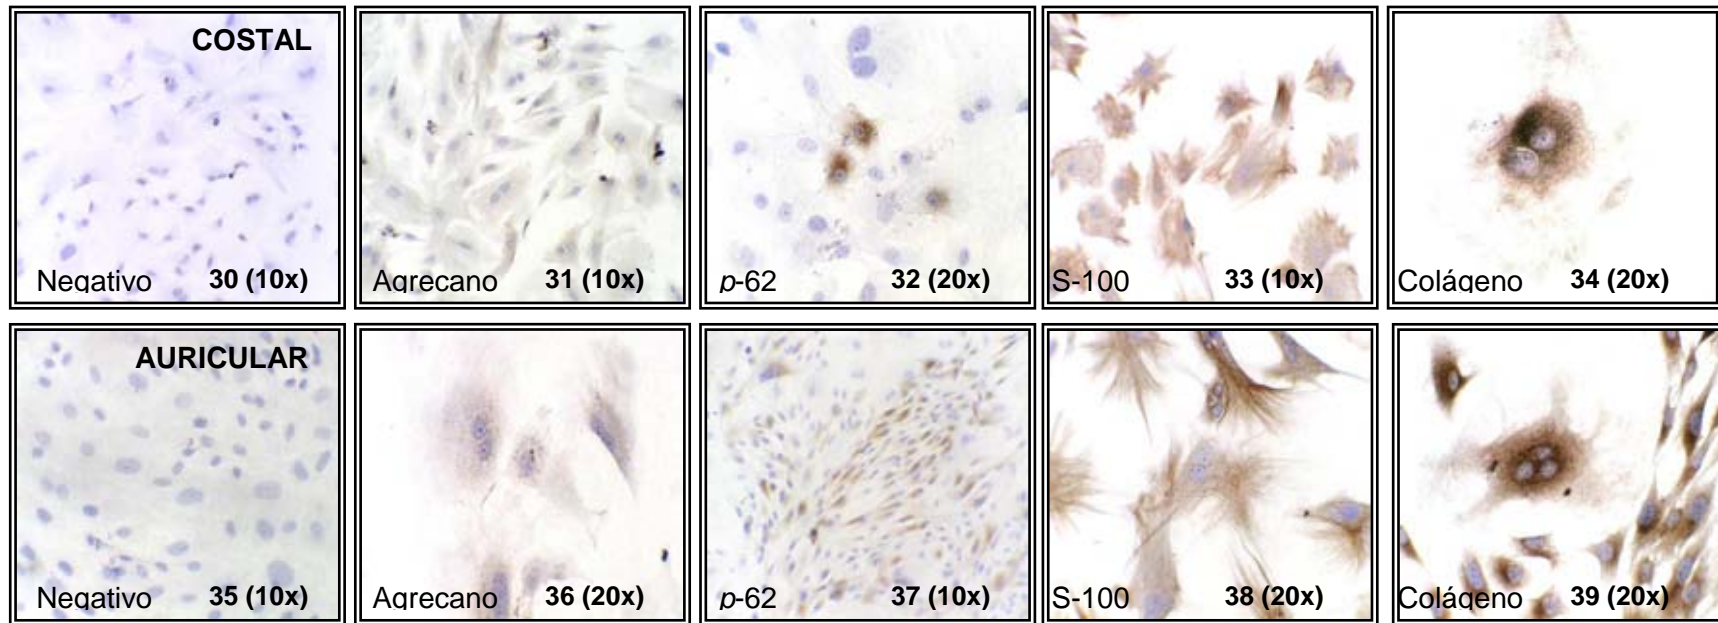 COSTAL
Negativo 30 (10x)
Agrecano 31 (10x)
p-62 32 (20x)
S-100 33 (10x)
Colágeno 34 (20x)
AURICULAR
Negativo 35 (10x)
Agrecano 36 (20x)
p-62 37 (10x)
S-100 38 (20x)
Colágeno 39 (20x)